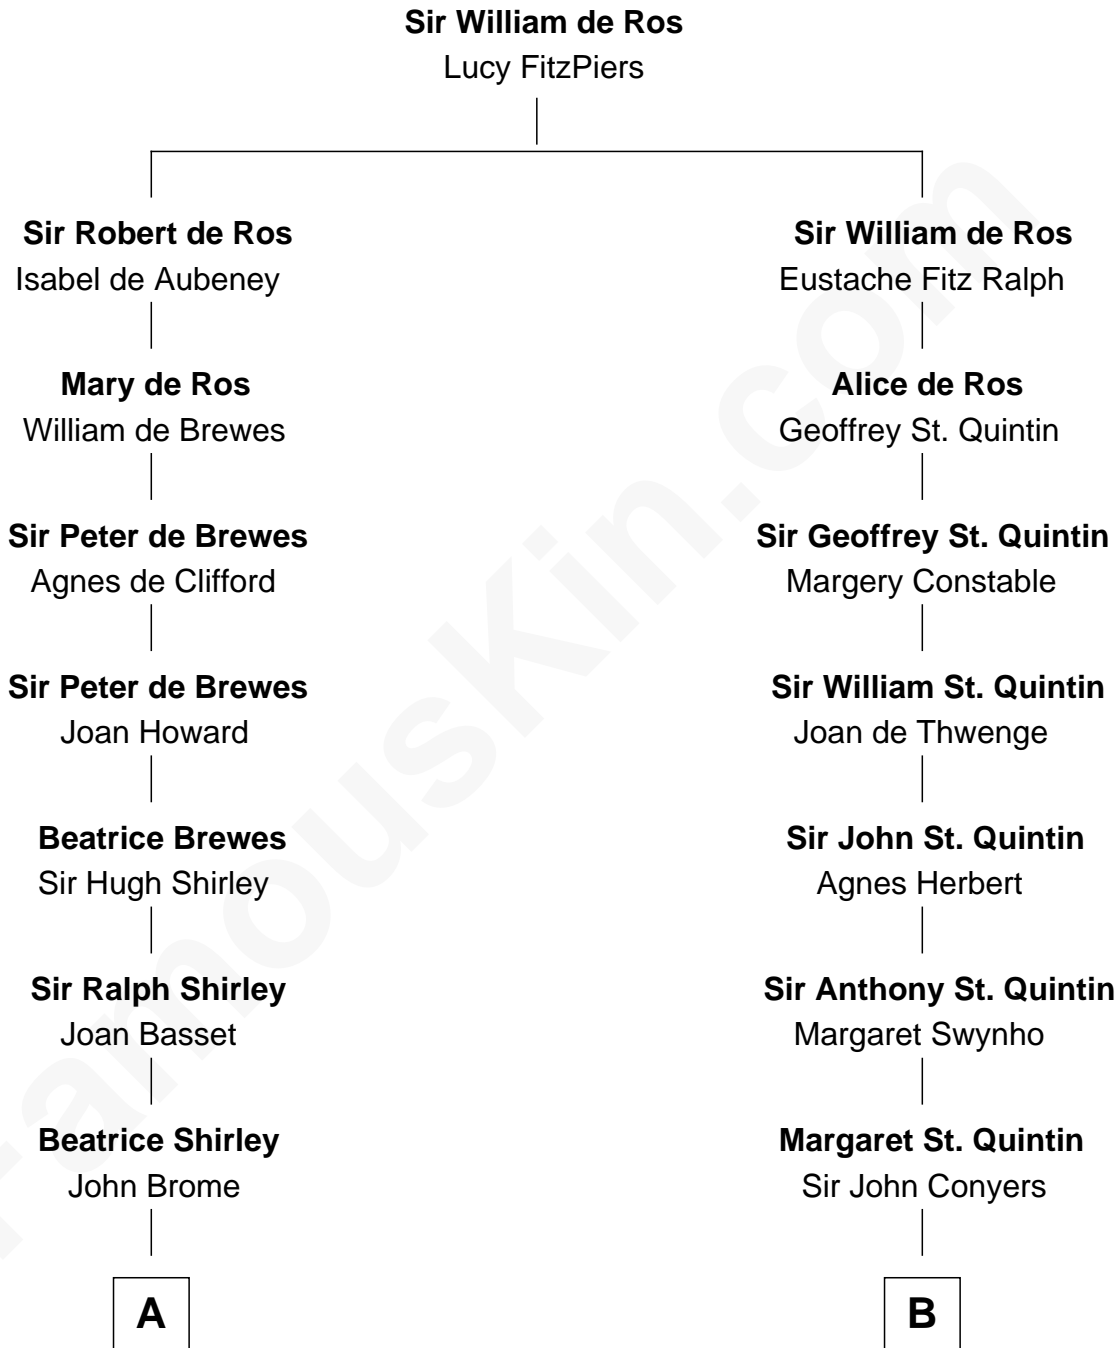 Sir William de Ros
Lucy FitzPiers
Sir Robert de Ros
Isabel de Aubeney
Mary de Ros
William de Brewes
Sir Peter de Brewes
Agnes de Clifford
Sir Peter de Brewes
Joan Howard
Beatrice Brewes
Sir Hugh Shirley
Sir Ralph Shirley
Joan Basset
Beatrice Shirley
John Brome
A
Sir William de Ros
Eustache Fitz Ralph
Alice de Ros
Geoffrey St. Quintin
Sir Geoffrey St. Quintin
Margery Constable
Sir William St. Quintin
Joan de Thwenge
Sir John St. Quintin
Agnes Herbert
Sir Anthony St. Quintin
Margaret Swynho
Margaret St. Quintin
Sir John Conyers
B
FamousKin.com